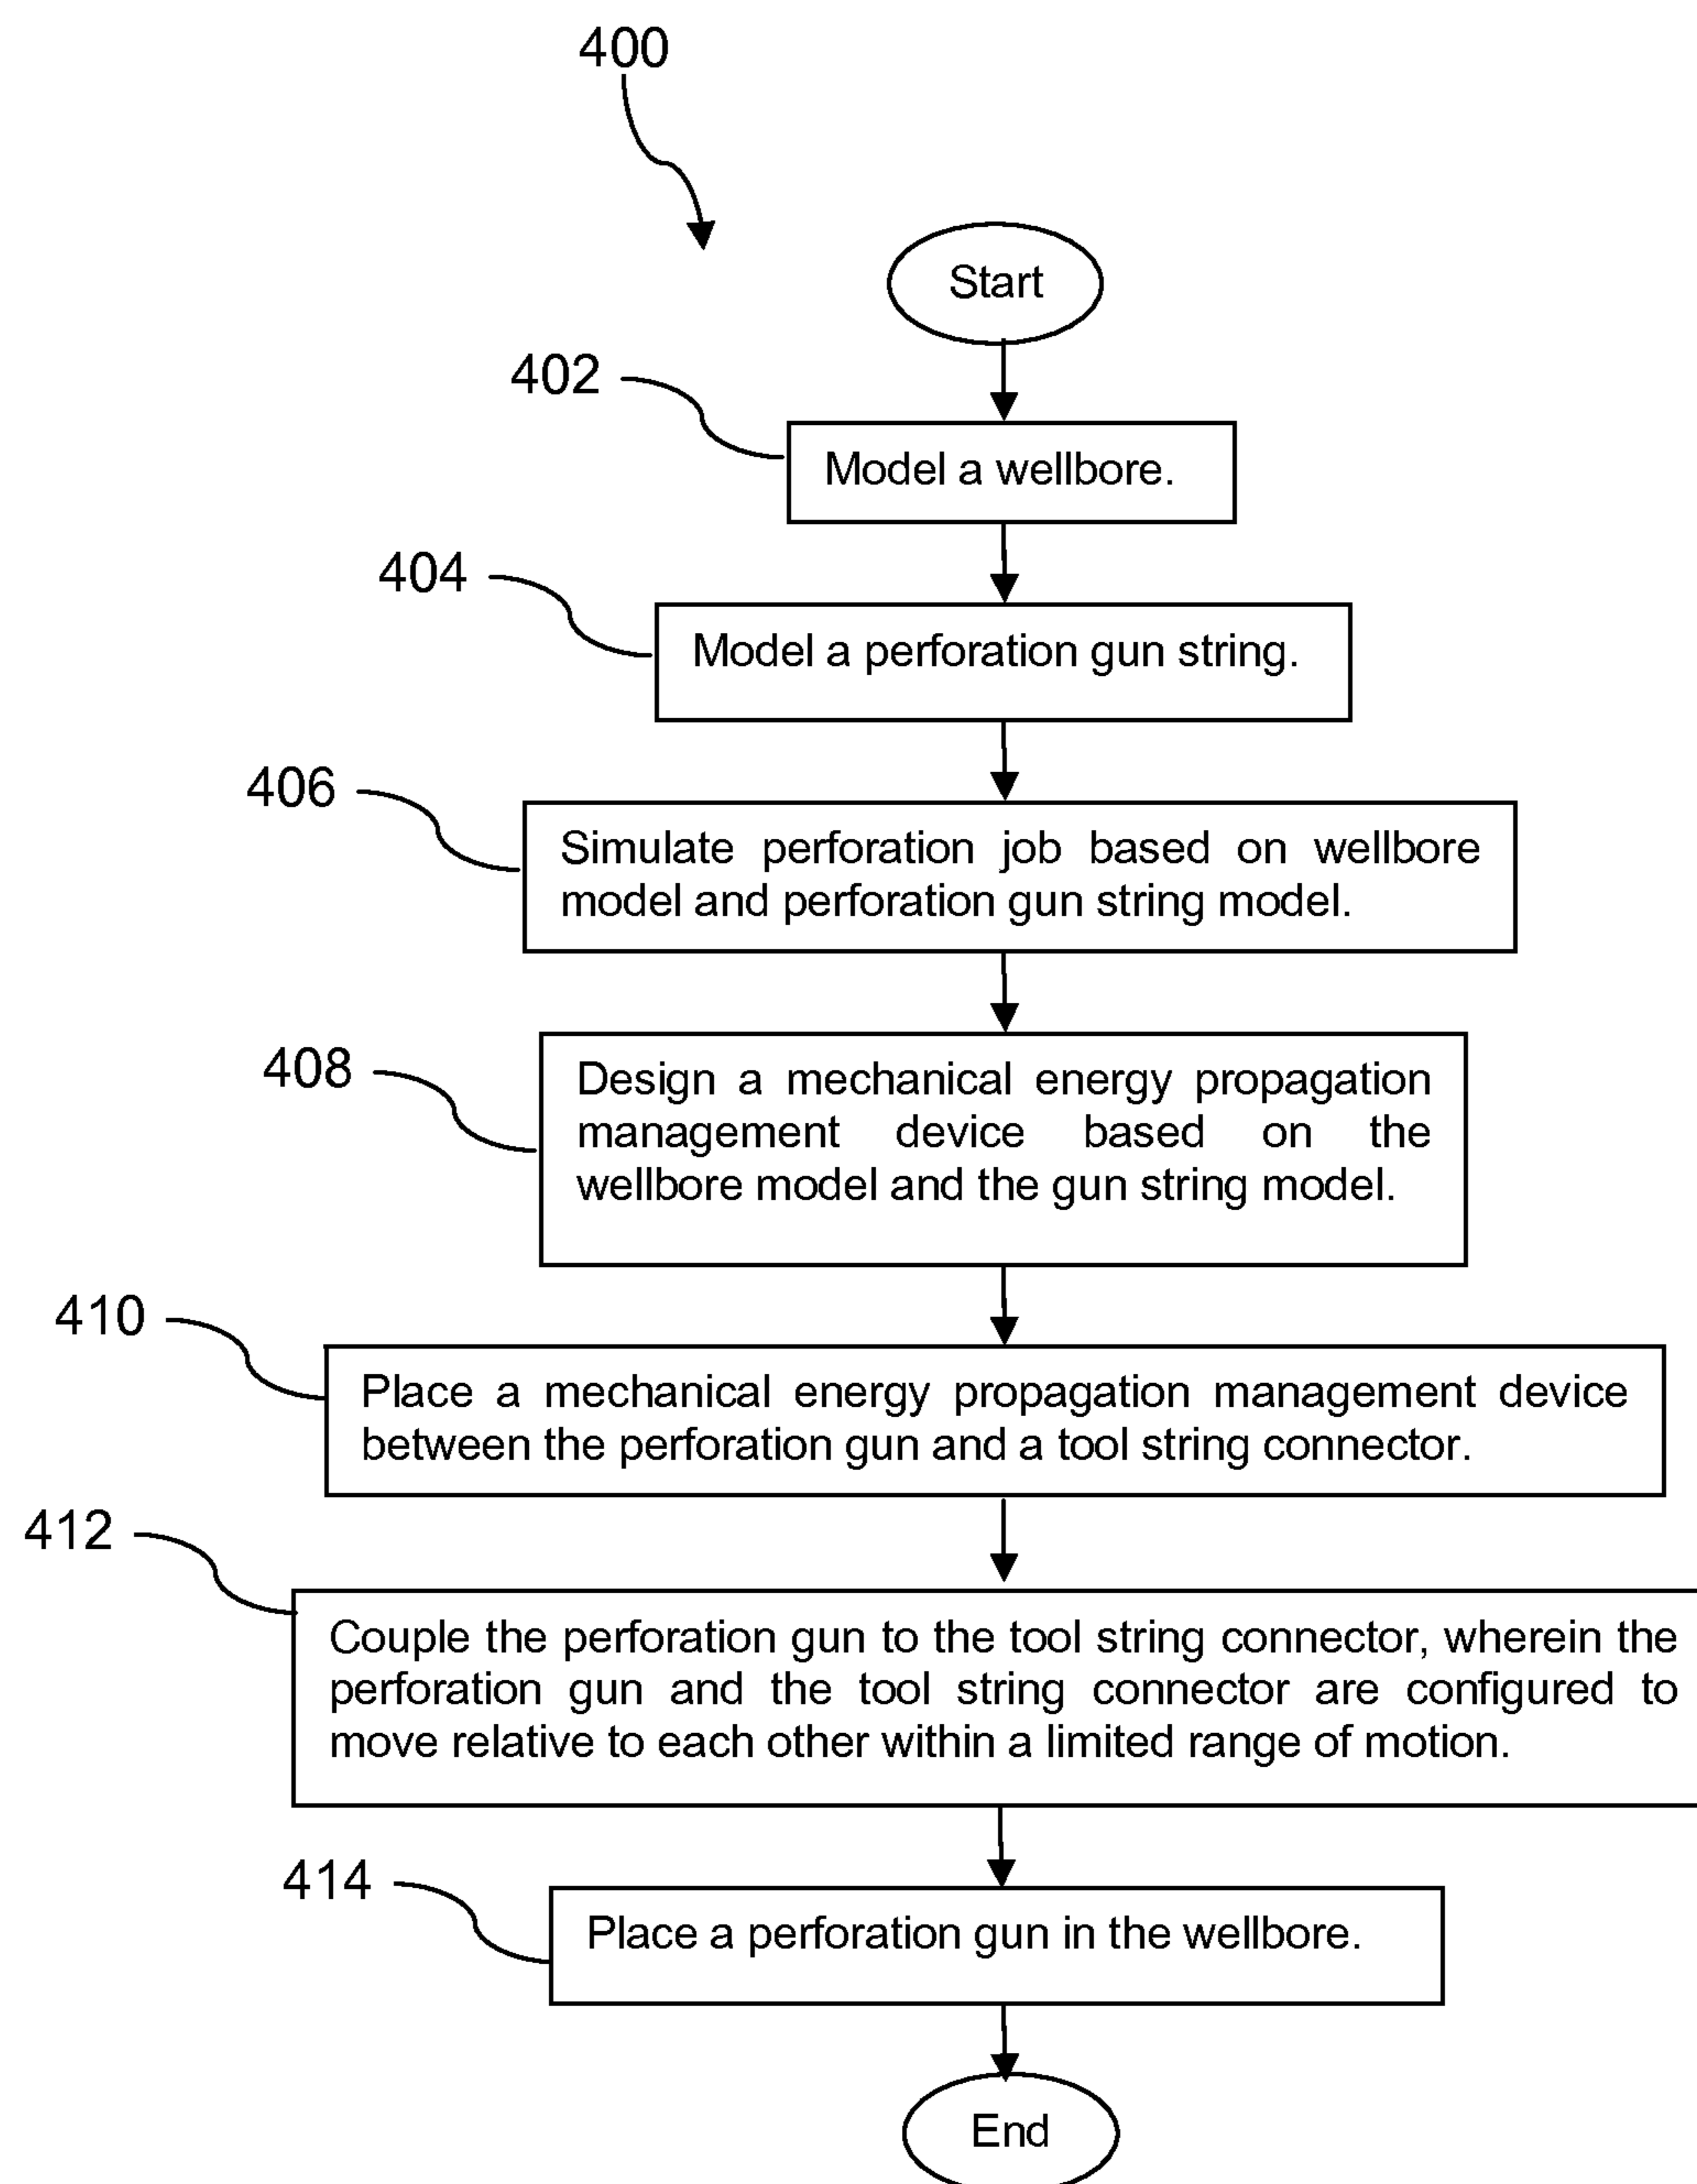 400
Start
402
Model a wellbore.
404
Model a perforation gun string.
406
Simulate perforation job based on wellbore
model and perforation gun string model.
408
Design a mechanical energy propagation
management device based on the
wellbore model and the gun string model.
410
Place a mechanical energy propagation management device
between the perforation gun and a tool string connector.
412
Couple the perforation gun to the tool string connector, wherein the
perforation gun and the tool string connector are configured to
move relative to each other within a limited range of motion.
414
Place a perforation gun in the wellbore.
End